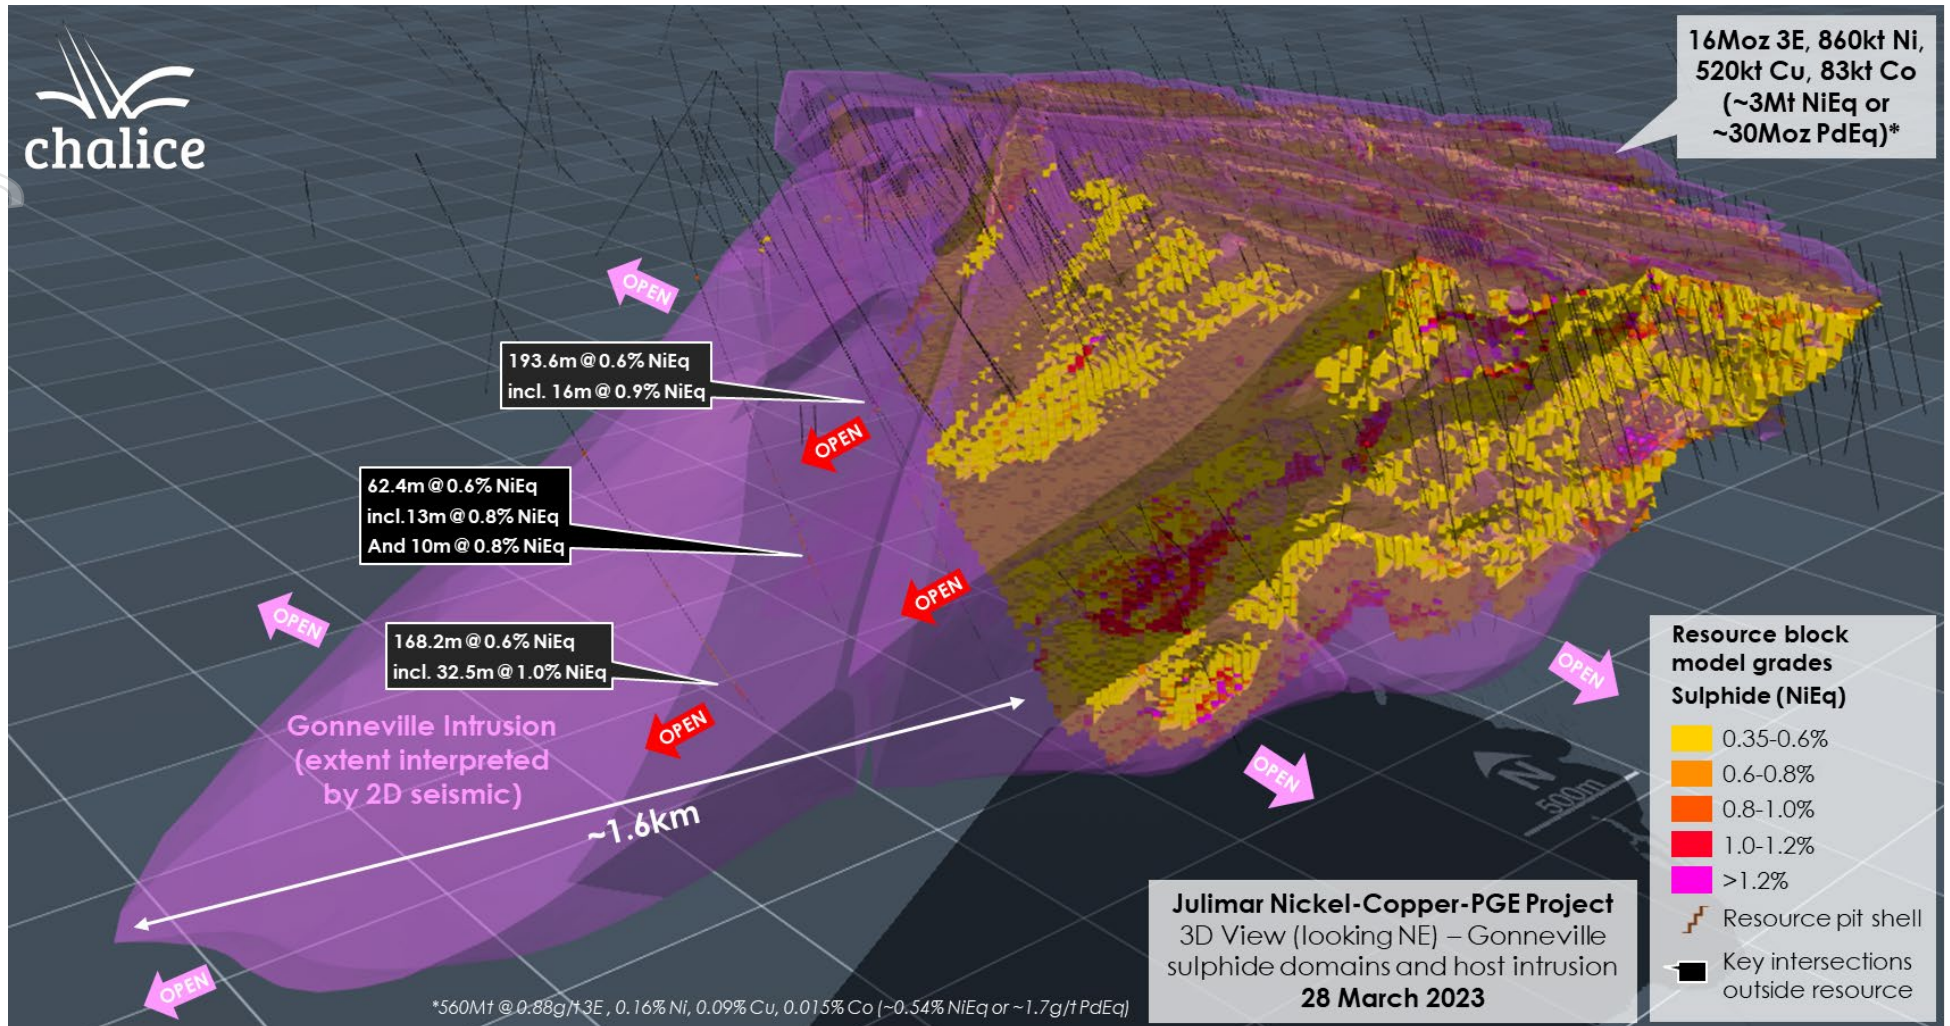 chalice
16Moz 3E, 860kt Ni,
520kt Cu, 83kt Co
(~3Mt NiEq or
~30Moz PdEq)*
OPEN
193.6m @ 0.6% NiEq
incl. 16m @ 0.9% NiEq
OPEN
62.4m @ 0.6% NiEq
incl.13m @ 0.8% NiEq
And 10m @ 0.8% NiEq
OPEN
OPEN
168.2m @ 0.6% NiEq
incl. 32.5m @ 1.0% NiEq
OPEN
Gonneville Intrusion
(extent interpreted
by 2D seismic)
~1.6km
OPEN
OPEN
OPEN
N
500m
Resource block
model grades
Sulphide (NiEq)
0.35-0.6%
0.6-0.8%
0.8-1.0%
1.0-1.2%
>1.2%
Resource pit shell
Key intersections
outside resource
Julimar Nickel-Copper-PGE Project
3D View (looking NE) – Gonneville
sulphide domains and host intrusion
28 March 2023
*560Mt @ 0.88g/t 3E , 0.16% Ni, 0.09% Cu, 0.015% Co (~0.54% NiEq or ~1.7g/t PdEq)